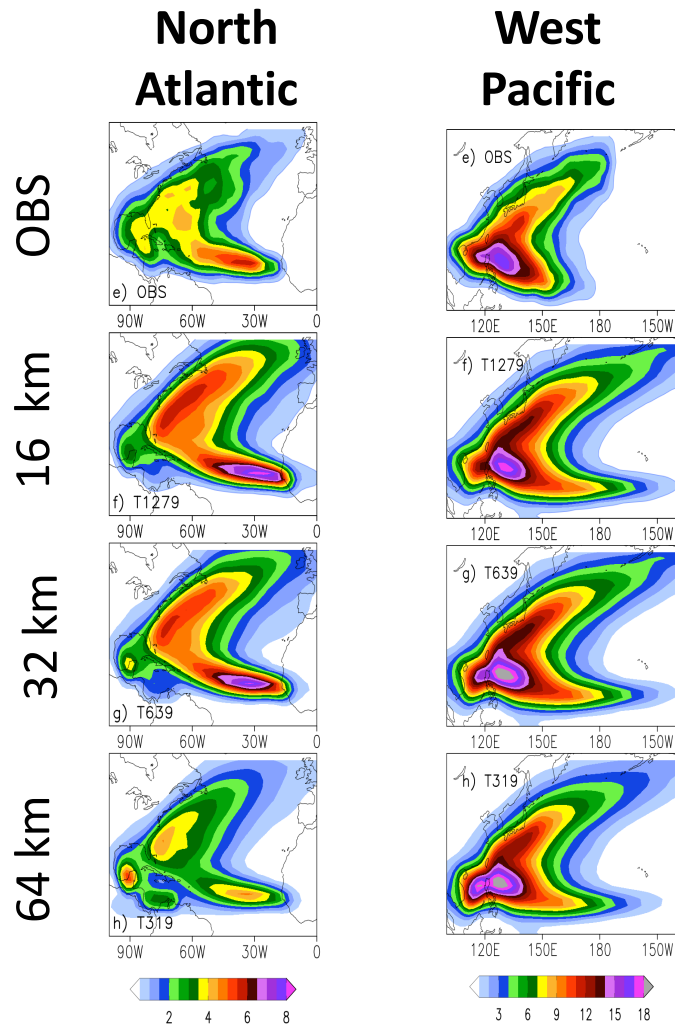 North
Atlantic
West
Pacific
OBS
e) OBS
90W 60W 30W 0
e) OBS
120E 150E 180 150W
16 km
f) T1279
90W 60W 30W 0
f) T1279
120E 150E 180 150W
32 km
g) T639
90W 60W 30W 0
g) T639
120E 150E 180 150W
64 km
h) T319
90W 60W 30W 0
h) T319
120E 150E 180 150W
2 4 6 8
3 6 9 12 15 18